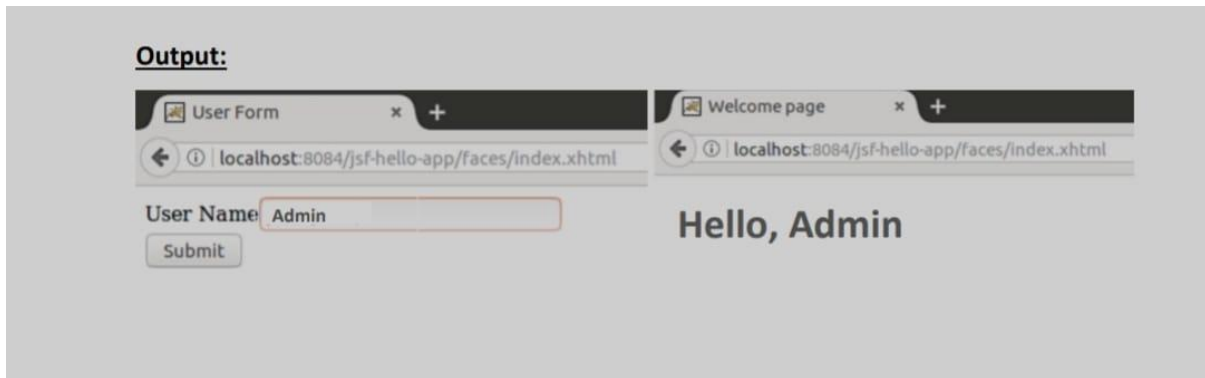 Output:
User Form × +
localhost:8084/jsf-hello-app/faces/index.xhtml
User Name Admin
Submit
Welcome page × +
localhost:8084/jsf-hello-app/faces/index.xhtml
Hello, Admin